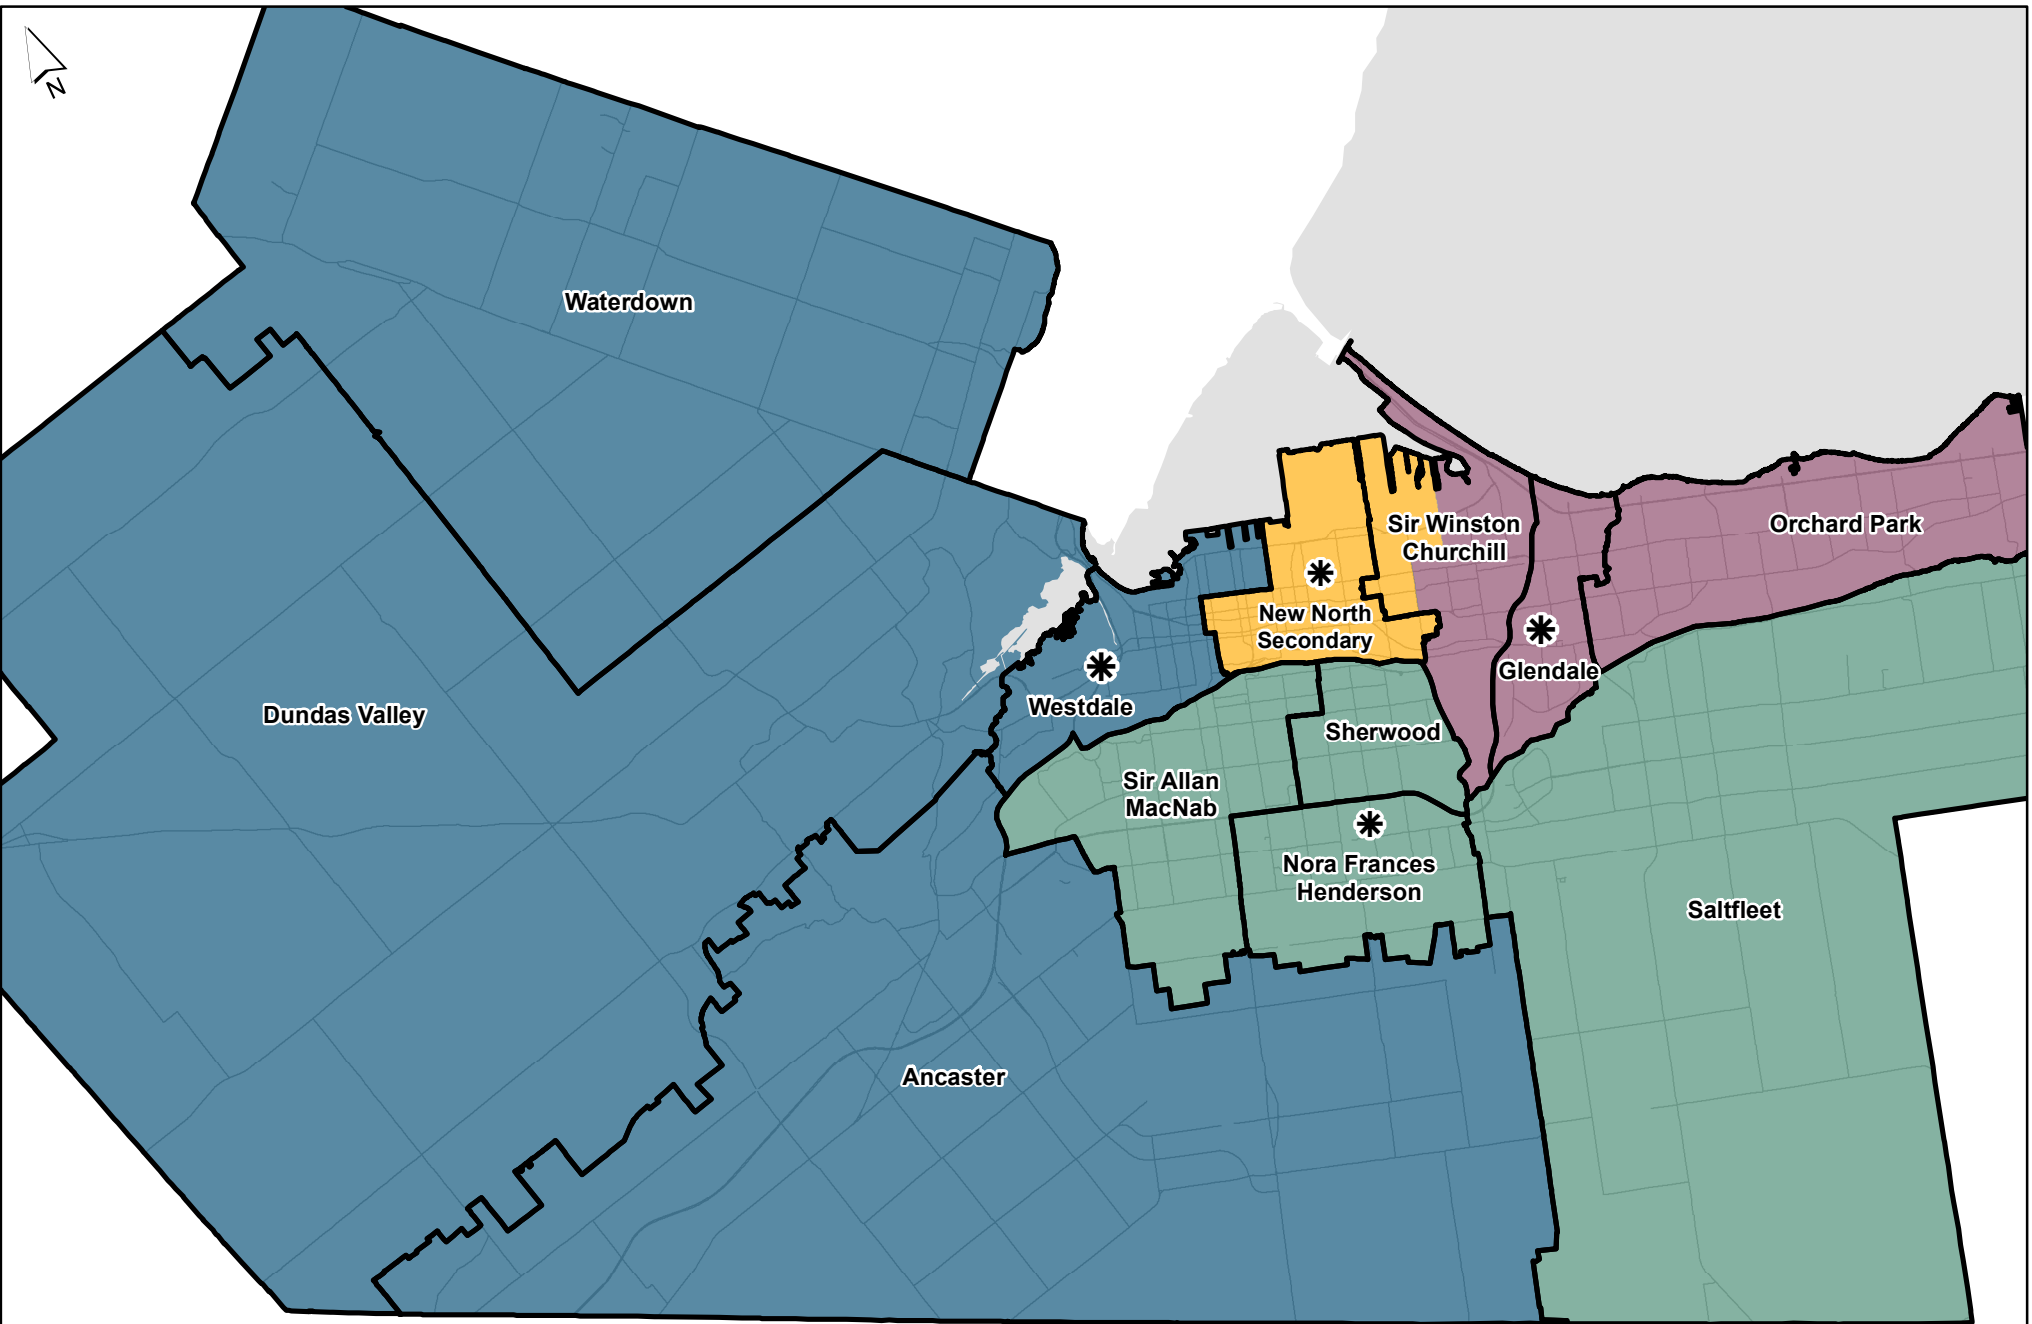 N
Waterdown
Sir Winston
Churchill
Orchard Park
New North
Secondary
Glendale
Westdale
Dundas Valley
Sherwood
Sir Allan
MacNab
Nora Frances
Henderson
Saltfleet
Ancaster